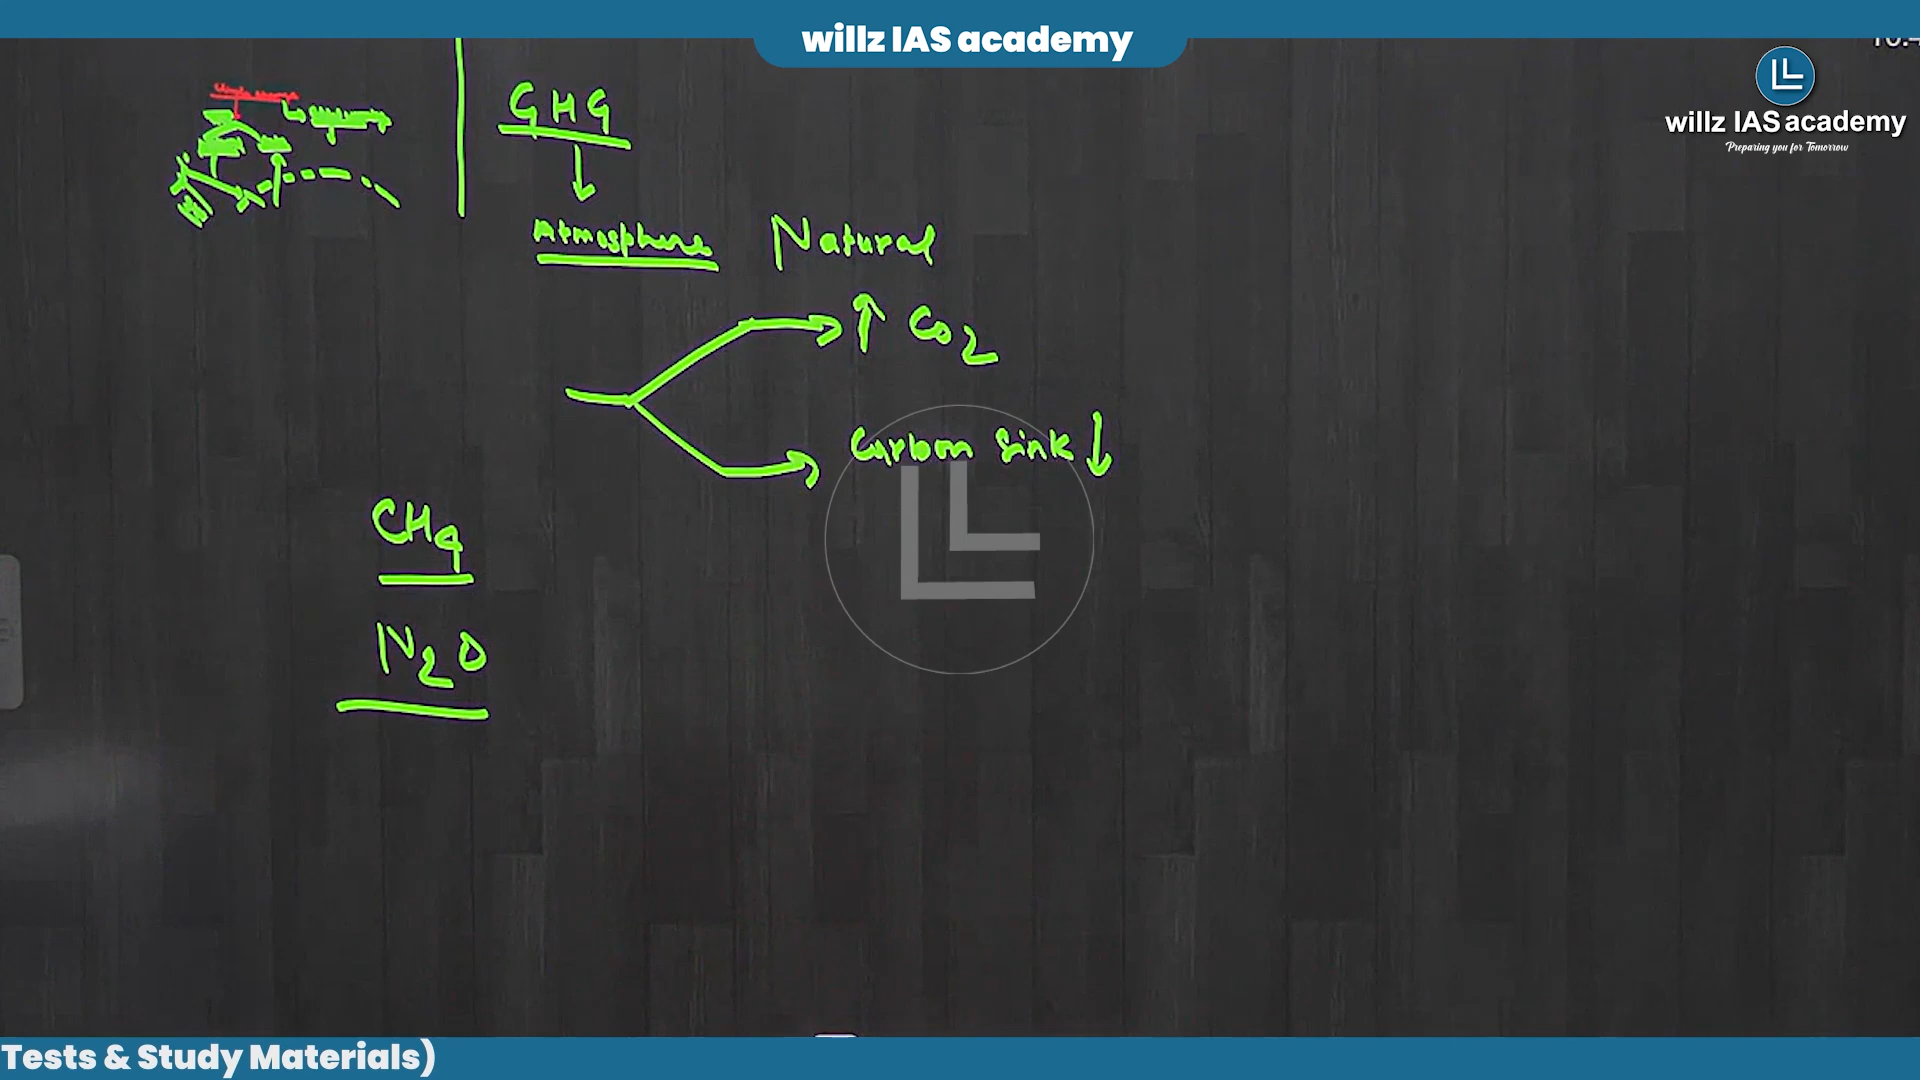 willz IAS academy
willz IAS academy
Preparing you for Tomorrow
GHG
Atmosphere Natural
↑ CO2
Carbon Sink ↓
CH4
N2O
Tests & Study Materials)